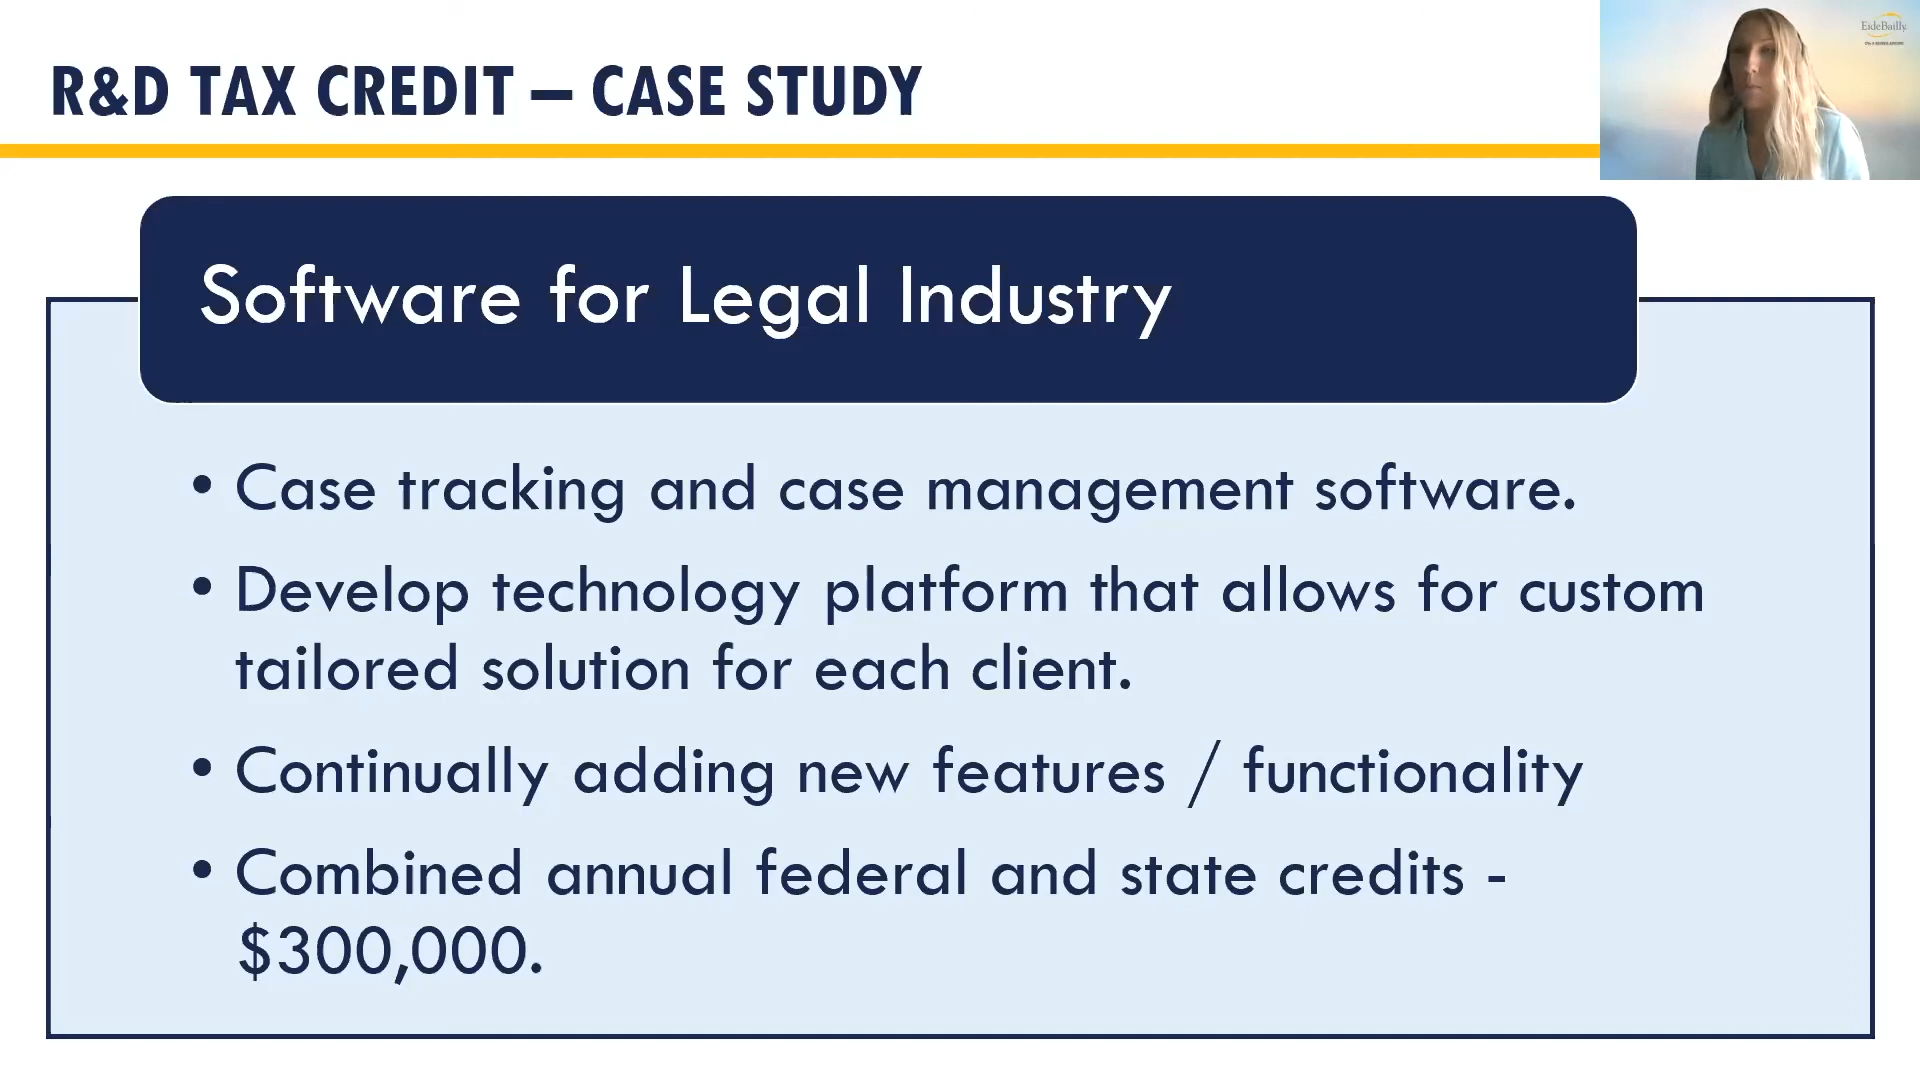 R&D TAX CREDIT – CASE STUDY
EideBailly
Software for Legal Industry
• Case tracking and case management software.
• Develop technology platform that allows for custom
tailored solution for each client.
• Continually adding new features / functionality
• Combined annual federal and state credits -
$300,000.